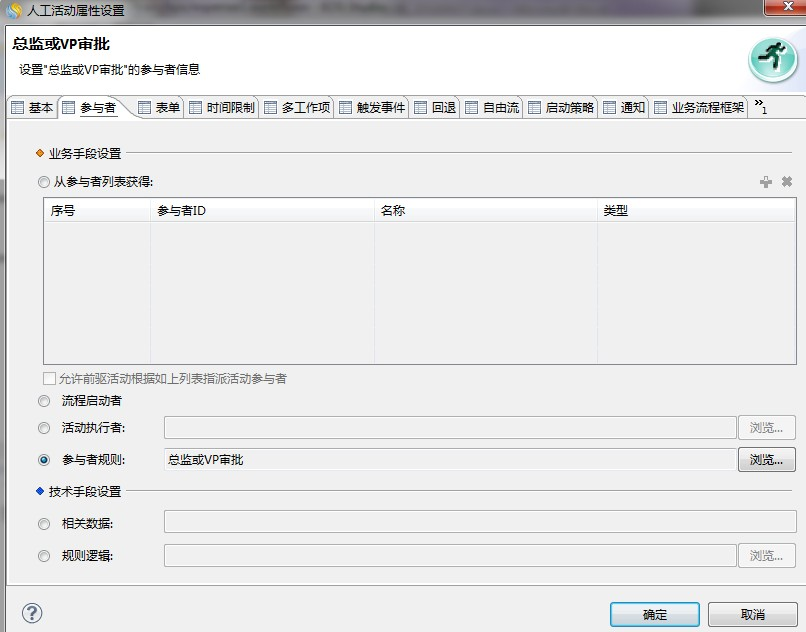 人工活动属性设置
总监或VP审批
设置"总监或VP审批"的参与者信息
基本 参与者 表单 时间限制 多工作项 触发事件 回退 自由流 启动策略 通知 业务流程框架 »1
业务手段设置
从参与者列表获得:
序号 参与者ID 名称 类型
允许前驱活动根据如上列表指派活动参与者
流程启动者
活动执行者: 浏览...
参与者规则: 总监或VP审批 浏览...
技术手段设置
相关数据:
规则逻辑: 浏览...
确定 取消